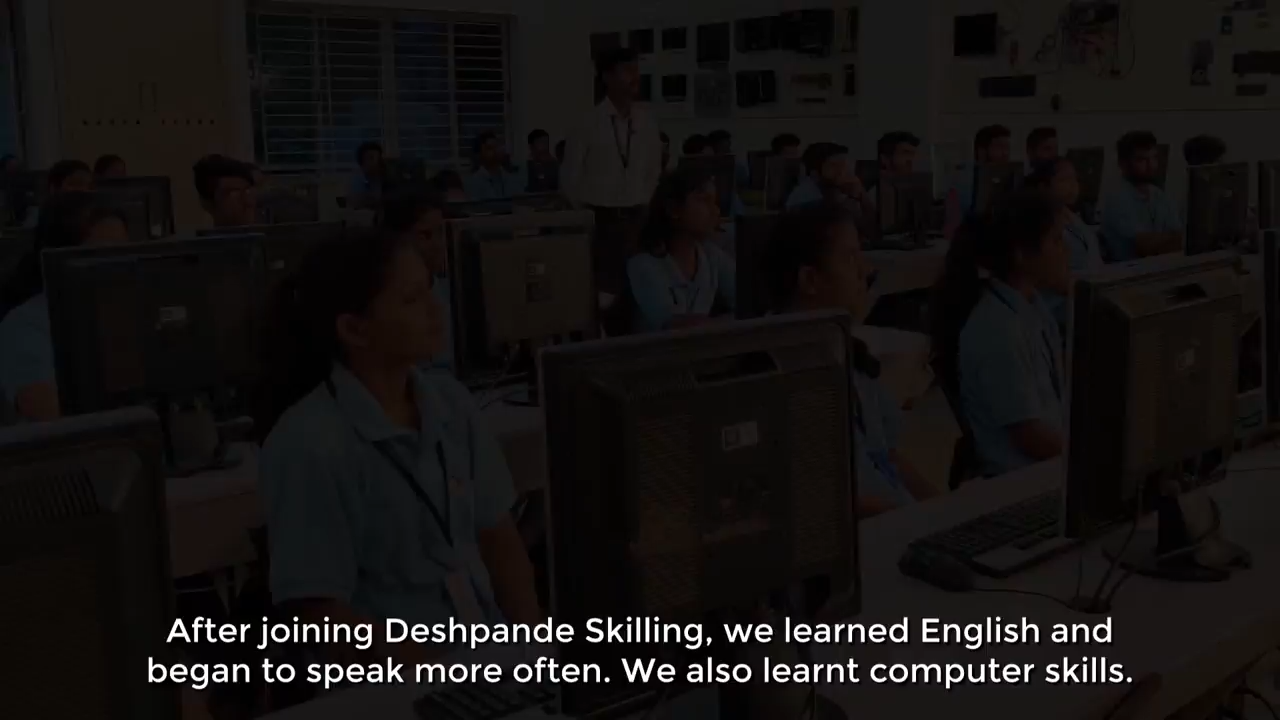 After joining Deshpande Skilling, we learned English and
began to speak more often. We also learnt computer skills.